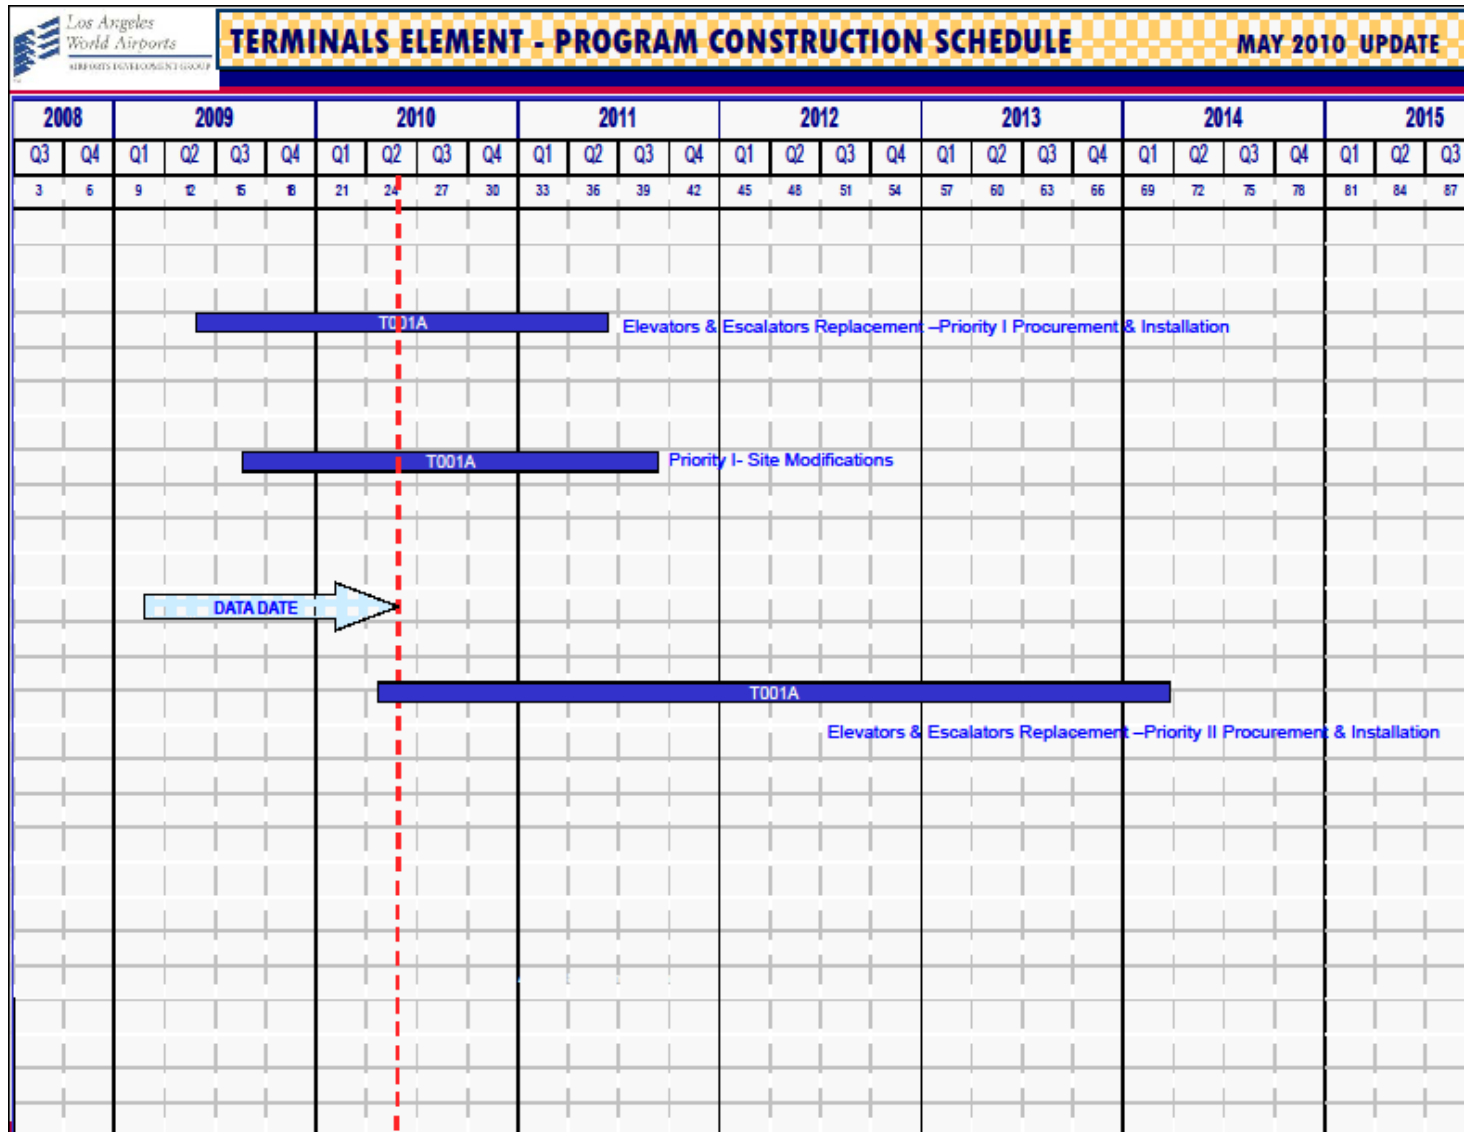 Los Angeles
World Airports
AIRPORTS DEVELOPMENT GROUP
TERMINALS ELEMENT - PROGRAM CONSTRUCTION SCHEDULE
MAY 2010 UPDATE
2008 2009 2010 2011 2012 2013 2014 2015
Q3 Q4 Q1 Q2 Q3 Q4 Q1 Q2 Q3 Q4 Q1 Q2 Q3 Q4 Q1 Q2 Q3 Q4 Q1 Q2 Q3 Q4 Q1 Q2 Q3 Q4 Q1 Q2 Q3
3 6 9 12 15 18 21 24 27 30 33 36 39 42 45 48 51 54 57 60 63 66 69 72 75 78 81 84 87
T001A
Elevators & Escalators Replacement –Priority I Procurement & Installation
T001A
Priority I- Site Modifications
DATA DATE
T001A
Elevators & Escalators Replacement –Priority II Procurement & Installation